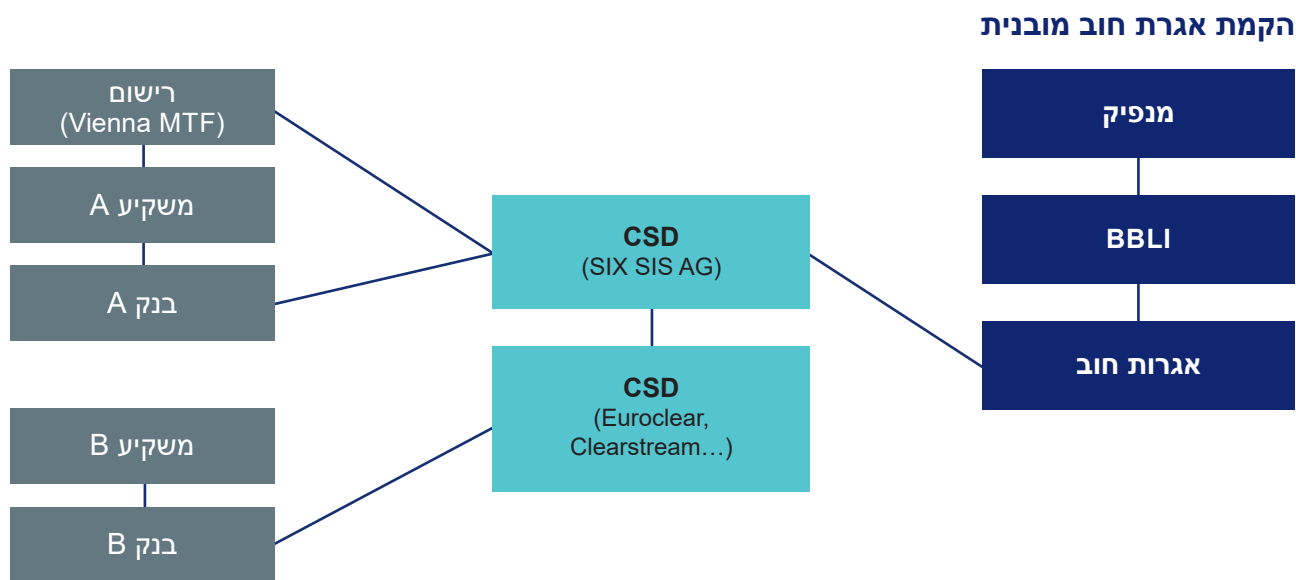 הקמת אגרת חוב מובנית
מנפיק
BBLI
אגרות חוב
CSD
(SIX SIS AG)
CSD
(Euroclear,
Clearstream…)
רישום
(Vienna MTF)
משקיע A
בנק A
משקיע B
בנק B